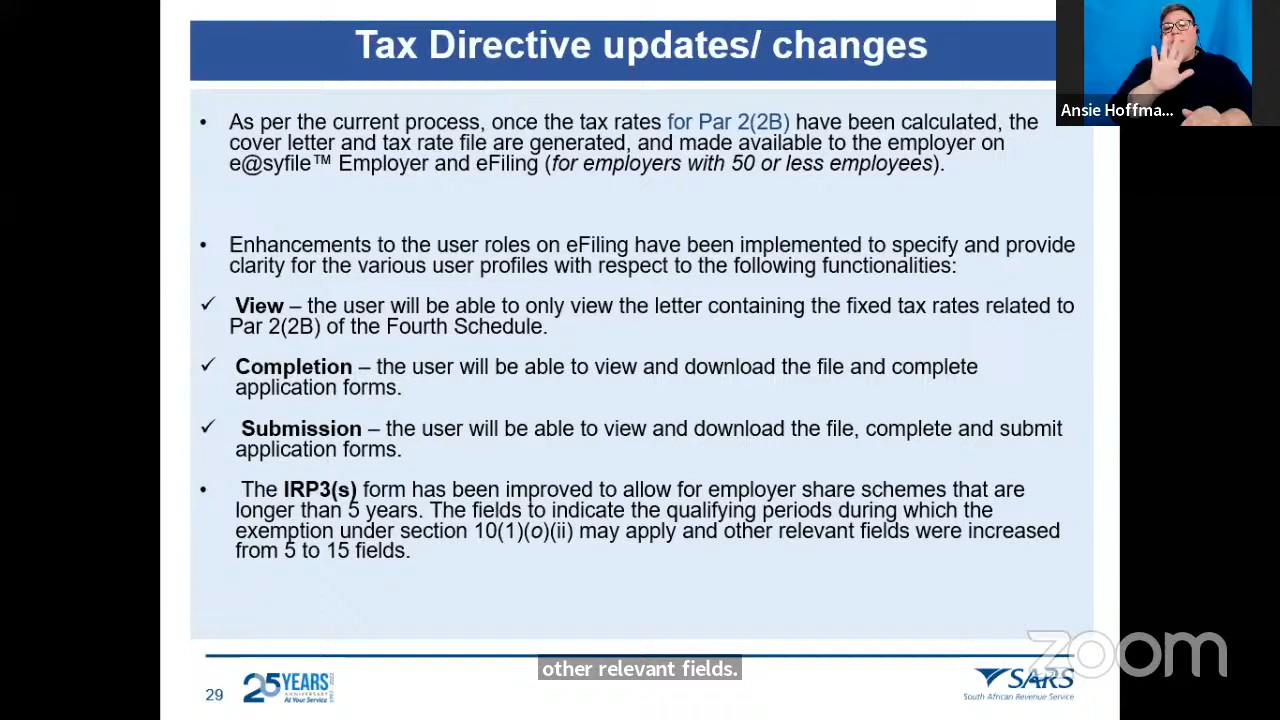 Tax Directive updates/ changes
Ansie Hoffma...
• As per the current process, once the tax rates for Par 2(2B) have been calculated, the
cover letter and tax rate file are generated, and made available to the employer on
e@syfile™ Employer and eFiling (for employers with 50 or less employees).
• Enhancements to the user roles on eFiling have been implemented to specify and provide
clarity for the various user profiles with respect to the following functionalities:
✓ View – the user will be able to only view the letter containing the fixed tax rates related to
Par 2(2B) of the Fourth Schedule.
✓ Completion – the user will be able to view and download the file and complete
application forms.
✓ Submission – the user will be able to view and download the file, complete and submit
application forms.
• The IRP3(s) form has been improved to allow for employer share schemes that are
longer than 5 years. The fields to indicate the qualifying periods during which the
exemption under section 10(1)(o)(ii) may apply and other relevant fields were increased
from 5 to 15 fields.
other relevant fields.
zoom
29
25 YEARS
ANNIVERSARY
At Your Service
SARS
South African Revenue Service